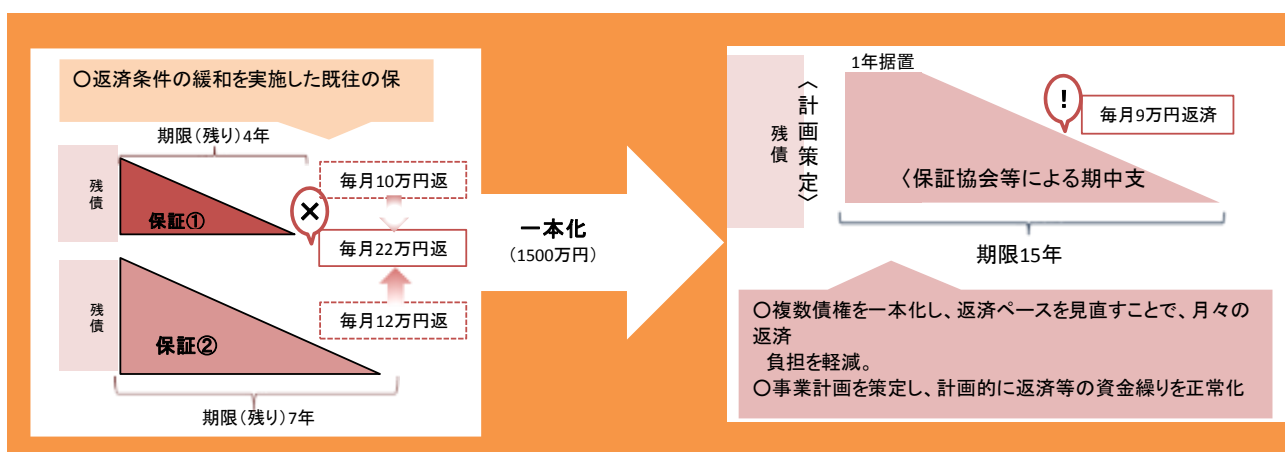 〇返済条件の緩和を実施した既往の保
期限(残り)4年
残債
保証①
×
毎月10万円返
毎月22万円返
毎月12万円返
残債
保証②
期限(残り)7年
一本化
(1500万円)
1年据置
残債
〈計画策定〉
!
毎月9万円返済
〈保証協会等による期中支
期限15年
〇複数債権を一本化し、返済ペースを見直すことで、月々の
返済
負担を軽減。
〇事業計画を策定し、計画的に返済等の資金繰りを正常化